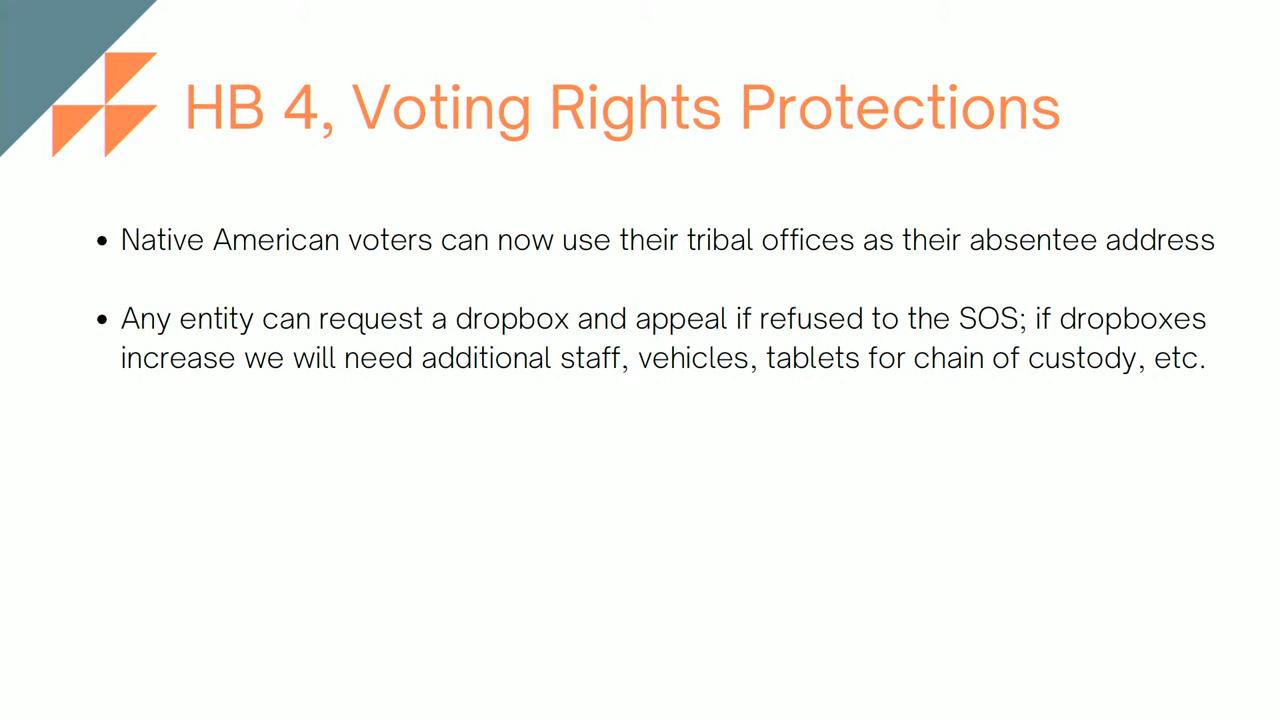 HB 4, Voting Rights Protections
• Native American voters can now use their tribal offices as their absentee address
• Any entity can request a dropbox and appeal if refused to the SOS; if dropboxes
increase we will need additional staff, vehicles, tablets for chain of custody, etc.